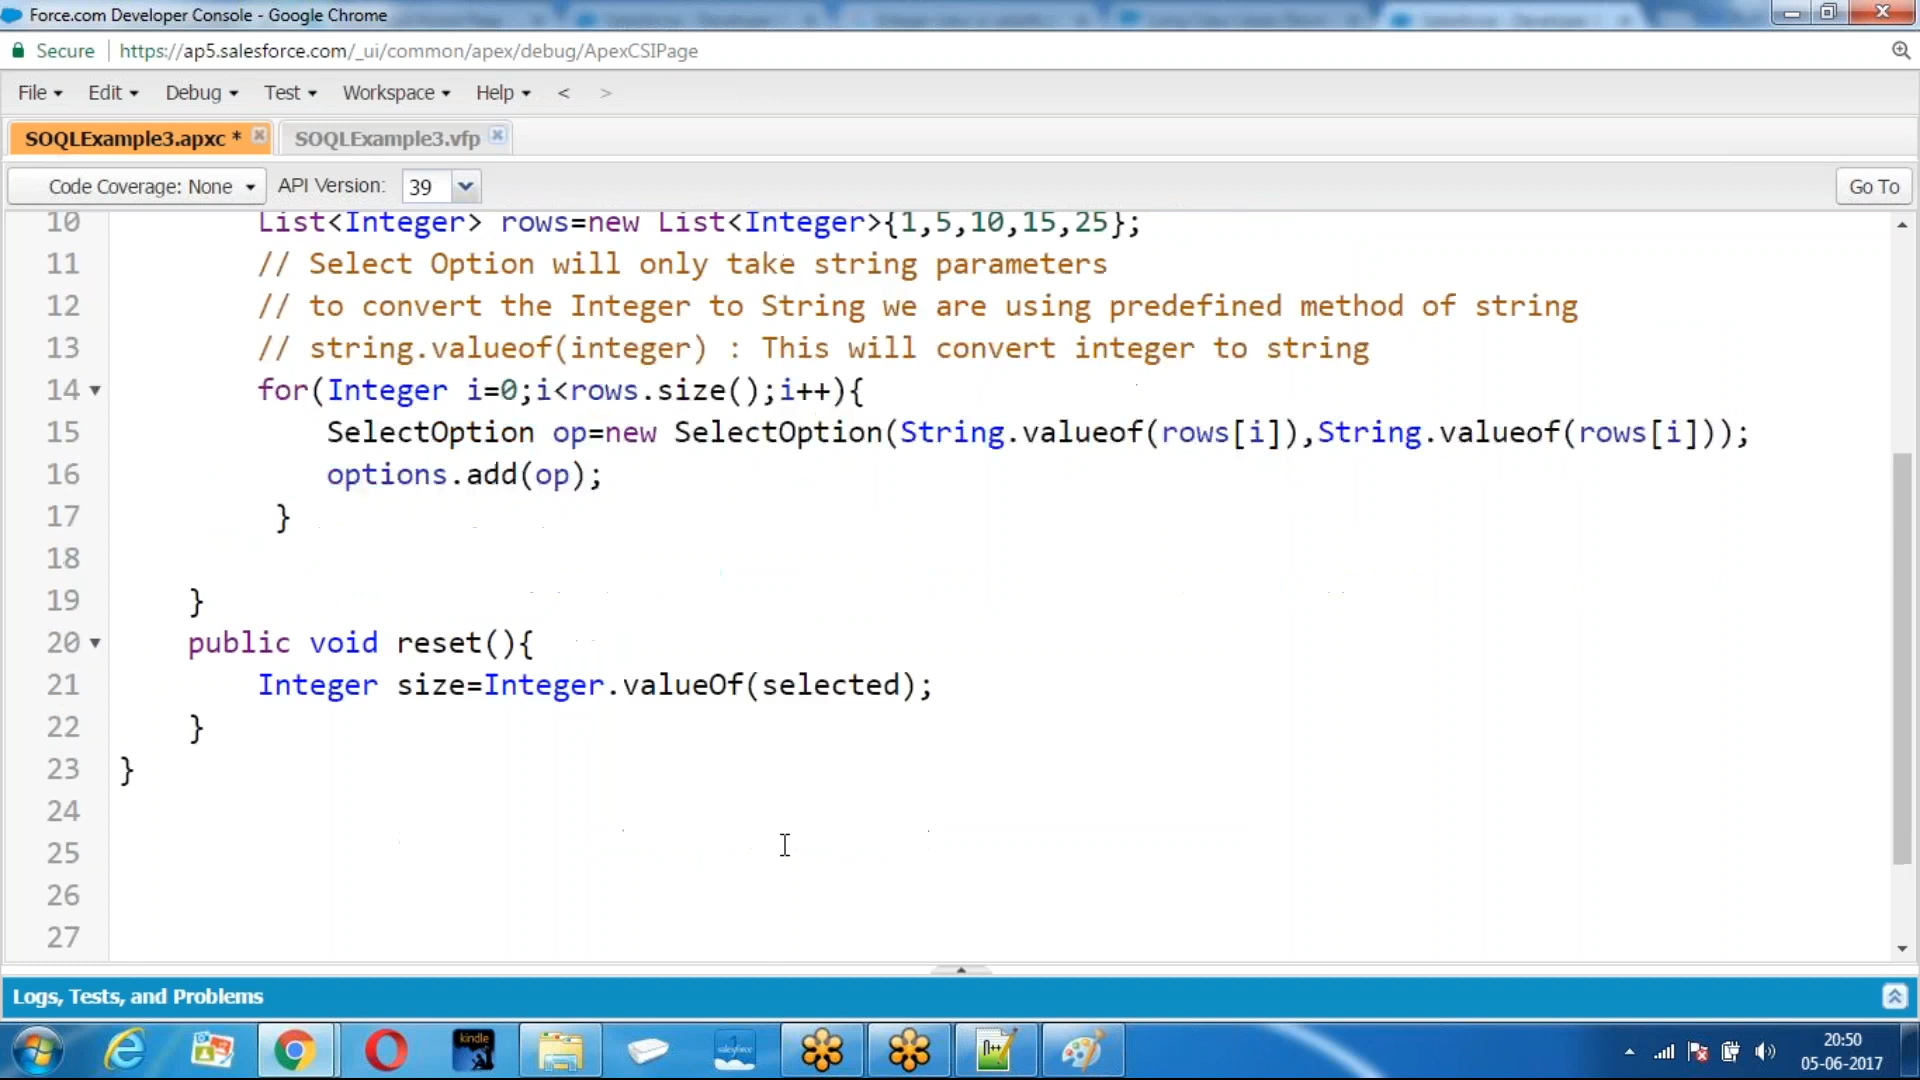 Force.com Developer Console - Google Chrome
Secure https://ap5.salesforce.com/_ui/common/apex/debug/ApexCSIPage
File Edit Debug Test Workspace Help < >
SOQLExample3.apxc * SOQLExample3.vfp
Code Coverage: None API Version: 39 Go To
10 List<Integer> rows=new List<Integer>{1,5,10,15,25};
11 // Select Option will only take string parameters
12 // to convert the Integer to String we are using predefined method of string
13 // string.valueof(integer) : This will convert integer to string
14 for(Integer i=0;i<rows.size();i++){
15 SelectOption op=new SelectOption(String.valueof(rows[i]),String.valueof(rows[i]));
16 options.add(op);
17 }
18
19 }
20 public void reset(){
21 Integer size=Integer.valueOf(selected);
22 }
23 }
24
25
26
27
Logs, Tests, and Problems
kindle
salesforce
20:50
05-06-2017